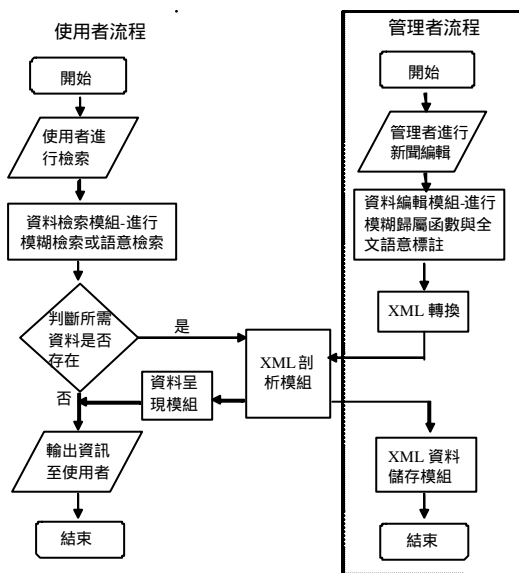 使用者流程
開始
使用者進
行檢索
資料檢索模組-進行
模糊檢索或語意檢索
判斷所需
資料是否
存在
是
否
資料呈
現模組
輸出資訊
至使用者
結束
XML 剖
析模組
管理者流程
開始
管理者進行
新聞編輯
資料編輯模組-進行
模糊歸屬函數與全
文語意標註
XML 轉換
XML 資料
儲存模組
結束